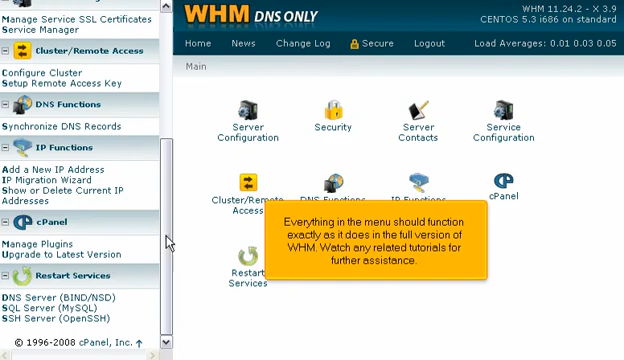 Manage Service SSL Certificates
Service Manager
Cluster/Remote Access
Configure Cluster
Setup Remote Access Key
DNS Functions
Synchronize DNS Records
IP Functions
Add a New IP Address
IP Migration Wizard
Show or Delete Current IP
Addresses
cPanel
Manage Plugins
Upgrade to Latest Version
Restart Services
DNS Server (BIND/NSD)
SQL Server (MySQL)
SSH Server (OpenSSH)
© 1996-2008 cPanel, Inc.
WHM DNS ONLY
WHM 11.24.2 - X 3.9
CENTOS 5.3 i686 on standard
Home News Change Log Secure Logout Load Averages: 0.01 0.03 0.05
Main
Server
Configuration
Security
Server
Contacts
Service
Configuration
Cluster/Remote
Access
DNS Functions
IP Functions
cPanel
Restart
Services
Everything in the menu should function
exactly as it does in the full version of
WHM. Watch any related tutorials for
further assistance.